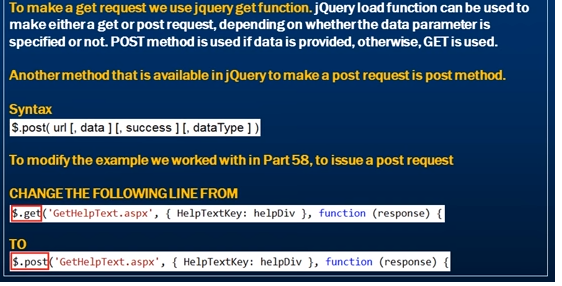 To make a get request we use jquery get function. jQuery load function can be used to
make either a get or post request, depending on whether the data parameter is
specified or not. POST method is used if data is provided, otherwise, GET is used.
Another method that is available in jQuery to make a post request is post method.
Syntax
$.post( url [, data ] [, success ] [, dataType ] )
To modify the example we worked with in Part 58, to issue a post request
CHANGE THE FOLLOWING LINE FROM
$.get('GetHelpText.aspx', { HelpTextKey: helpDiv }, function (response) {
TO
$.post('GetHelpText.aspx', { HelpTextKey: helpDiv }, function (response) {